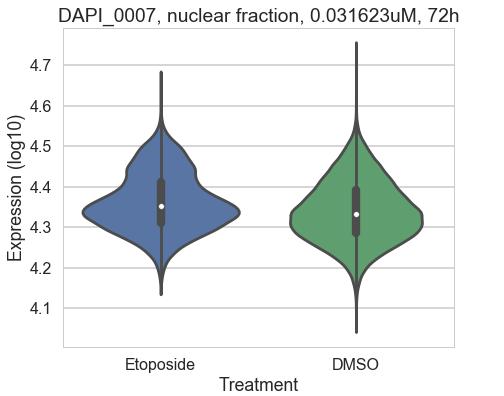 DAPI_0007, nuclear fraction, 0.031623uM, 72h
4.7
4.6
4.5
4.4
4.3
4.2
4.1
Expression (log10)
Etoposide DMSO
Treatment